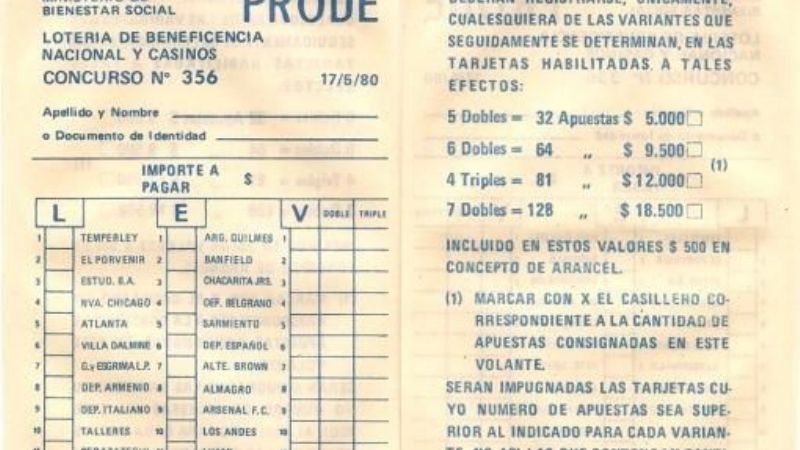 BIENESTAR SOCIAL
PRODE
LOTERIA DE BENEFICENCIA
NACIONAL Y CASINOS
CONCURSO Nº 356 17/5/80
Apellido y Nombre
o Documento de Identidad
IMPORTE A
PAGAR $
L E V DOBLE TRIPLE
1 TEMPERLEY 1 ARG. QUILMES 1
2 EL PORVENIR 2 BANFIELD 2
3 ESTUD. B.A. 3 CHACARITA JRS. 3
4 NVA. CHICAGO 4 DEF. BELGRANO 4
5 ATLANTA 5 SARMIENTO 5
6 VILLA DALMINE 6 DEP. ESPAÑOL 6
7 G.y ESGRIMA L.P. 7 ALTE. BROWN 7
8 DEP. ARMENIO 8 ALMAGRO 8
9 DEP. ITALIANO 9 ARSENAL F.C. 9
10 TALLERES 10 LOS ANDES 10
DEBERAN REGISTRARSE, UNICAMENTE,
CUALESQUIERA DE LAS VARIANTES QUE
SEGUIDAMENTE SE DETERMINAN, EN LAS
TARJETAS HABILITADAS A TALES
EFECTOS:
5 Dobles = 32 Apuestas $ 5.000
6 Dobles = 64 „ $ 9.500
(1)
4 Triples = 81 „ $ 12.000
7 Dobles = 128 „ $ 18.500
INCLUIDO EN ESTOS VALORES $ 500 EN
CONCEPTO DE ARANCEL.
(1) MARCAR CON X EL CASILLERO CO-
RRESPONDIENTE A LA CANTIDAD DE
APUESTAS CONSIGNADAS EN ESTE
VOLANTE.
SERAN IMPUGNADAS LAS TARJETAS CU-
YO NUMERO DE APUESTAS SEA SUPE-
RIOR AL INDICADO PARA CADA VARIAN-